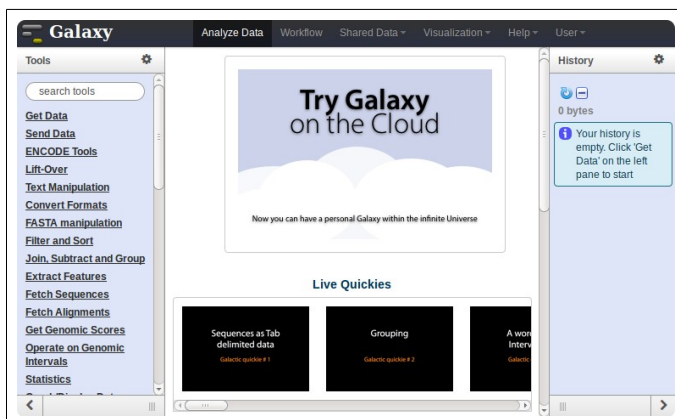 Galaxy
Analyze Data
Workflow
Shared Data
Visualization
Help
User
Tools
search tools
Get Data
Send Data
ENCODE Tools
Lift-Over
Text Manipulation
Convert Formats
FASTA manipulation
Filter and Sort
Join, Subtract and Group
Extract Features
Fetch Sequences
Fetch Alignments
Get Genomic Scores
Operate on Genomic
Intervals
Statistics
Try Galaxy
on the Cloud
Now you can have a personal Galaxy within the infinite Universe
Live Quickies
Sequences as Tab
delimited data
Galactic quickie # 1
Grouping
Galactic quickie # 2
History
0 bytes
Your history is
empty. Click 'Get
Data' on the left
pane to start